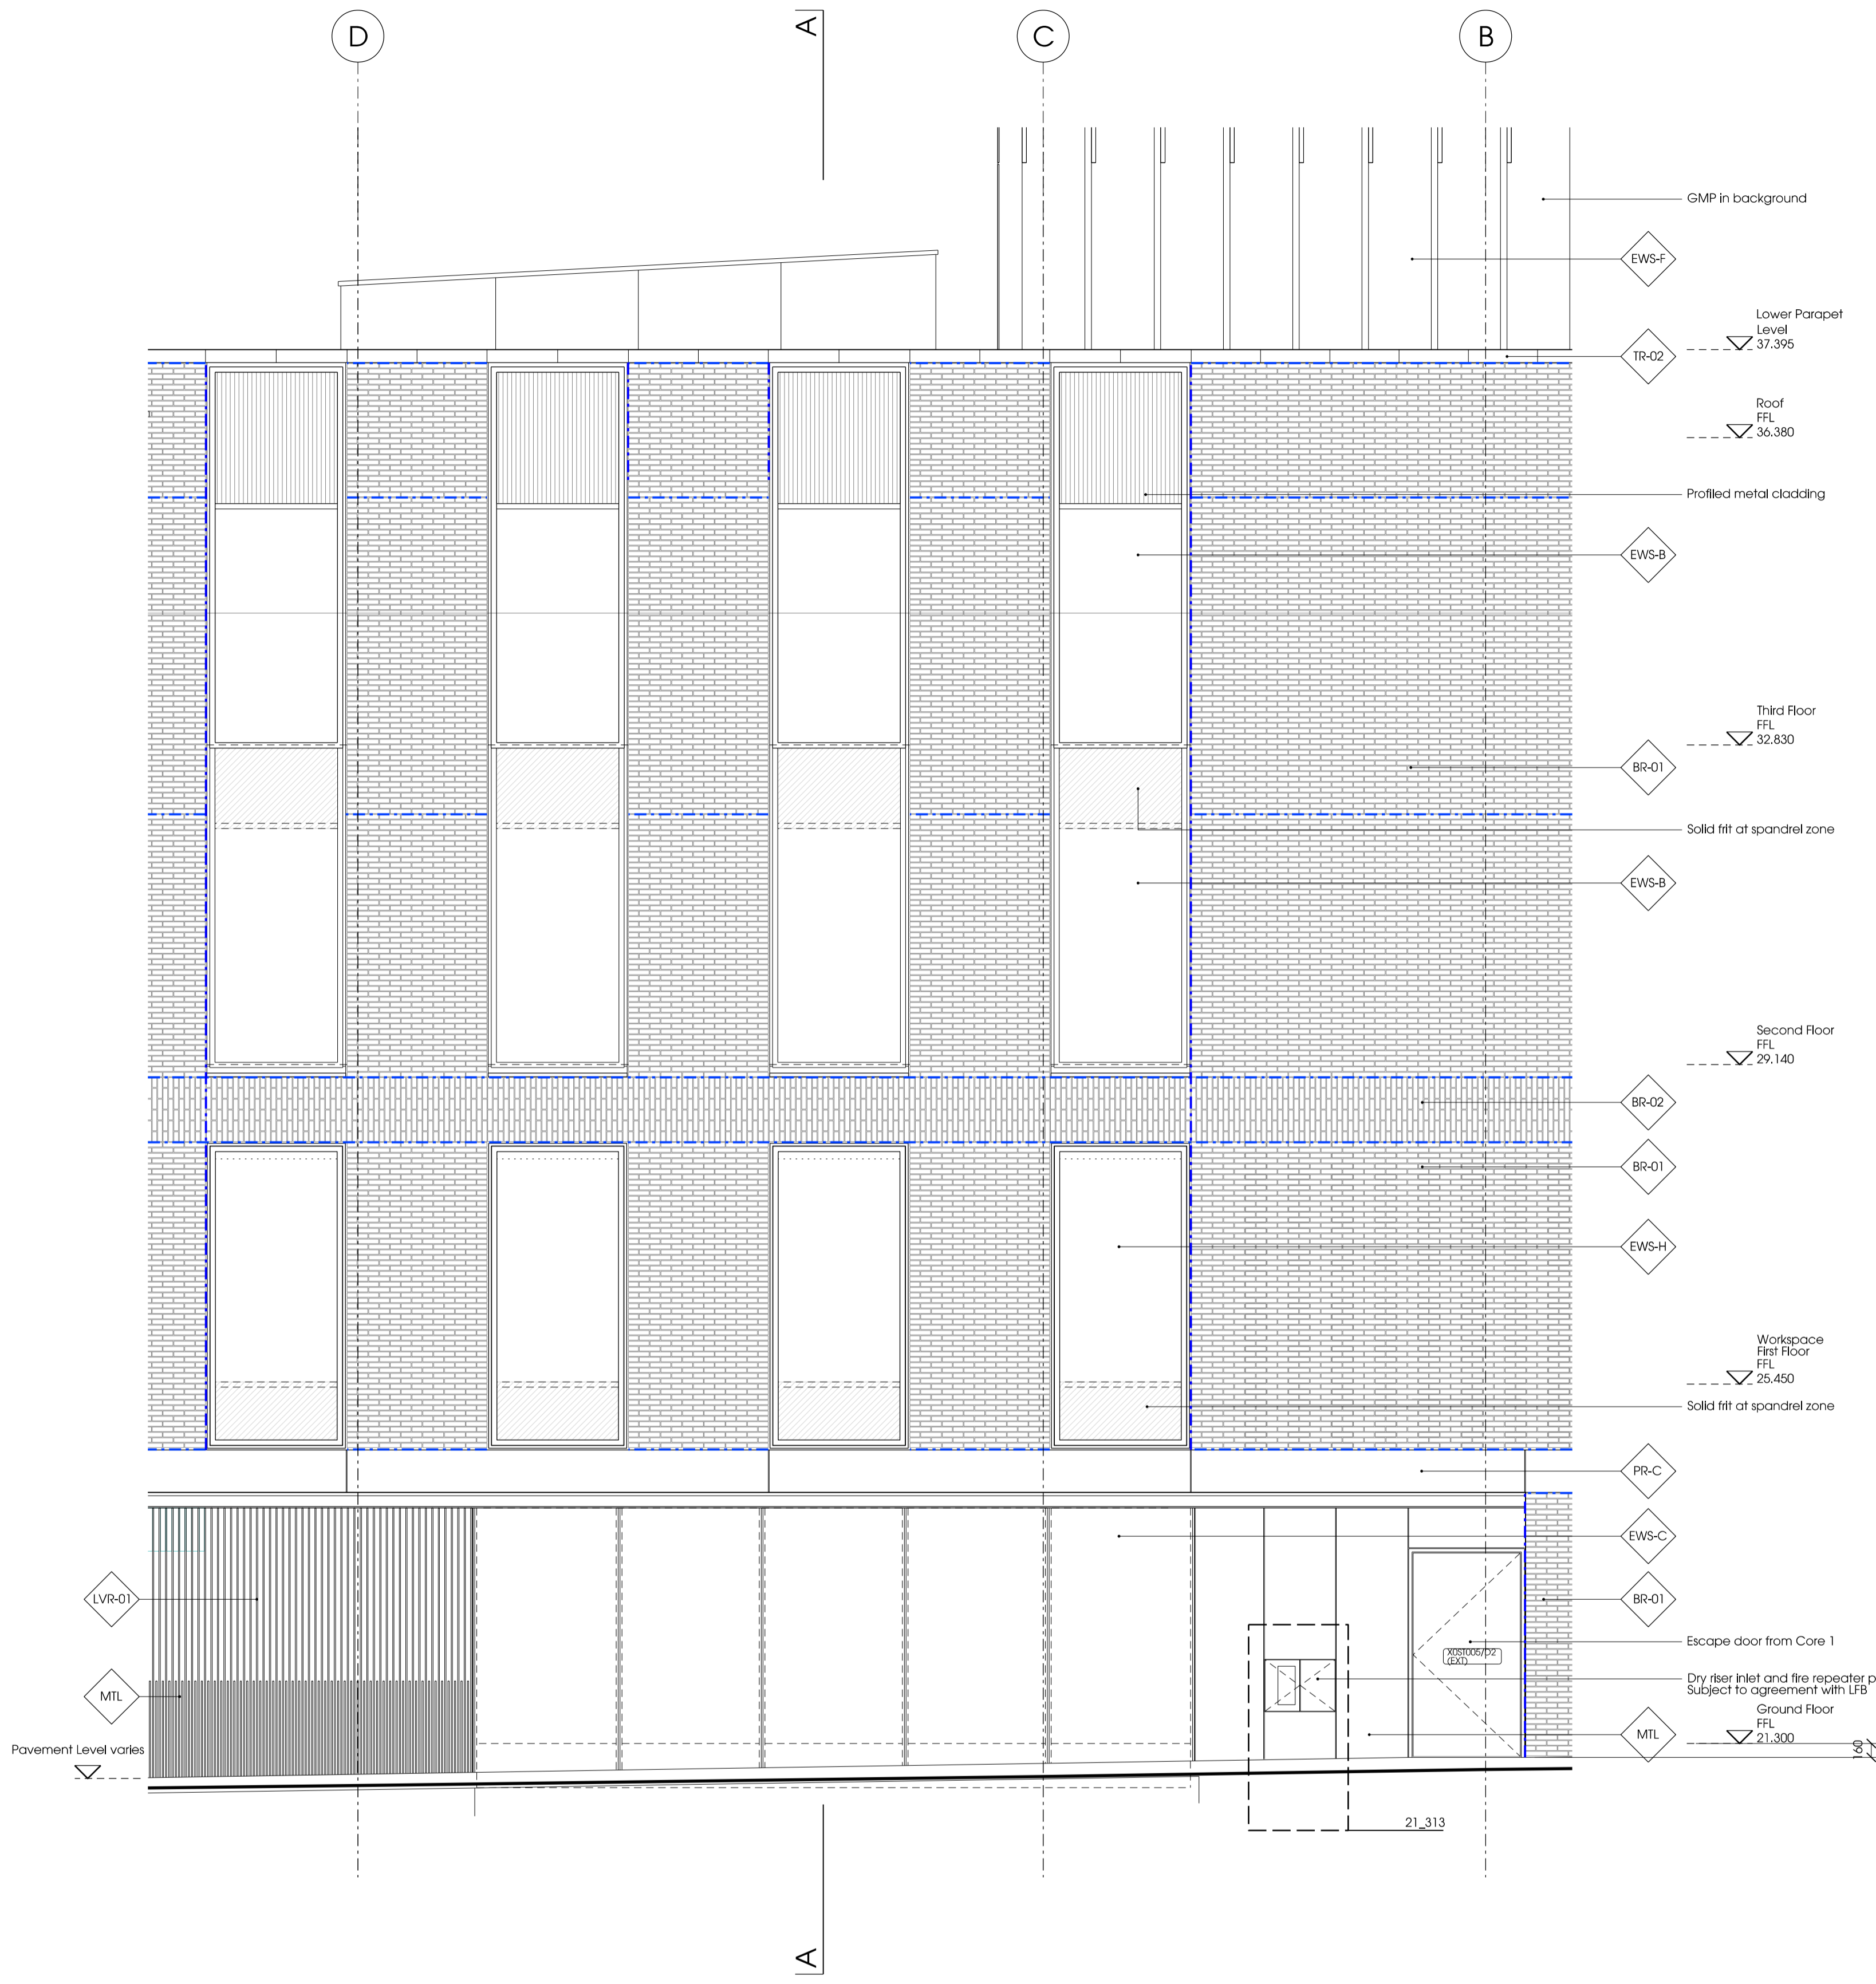 D
A
C
B
GMP in background
EWS-F
Lower Parapet
Level
37.395
TR-02
Roof
FFL
36.380
Profiled metal cladding
EWS-B
Third Floor
FFL
32.830
BR-01
Solid frit at spandrel zone
EWS-B
Second Floor
FFL
29.140
BR-02
BR-01
EWS-H
Workspace
First Floor
FFL
25.450
Solid frit at spandrel zone
PR-C
EWS-C
LVR-01
BR-01
Escape door from Core 1
X0ST005/D2
(EXT)
Dry riser inlet and fire repeater p
Subject to agreement with LFB
MTL
Ground Floor
FFL
21.300
MTL
160
Pavement Level varies
21_313
A